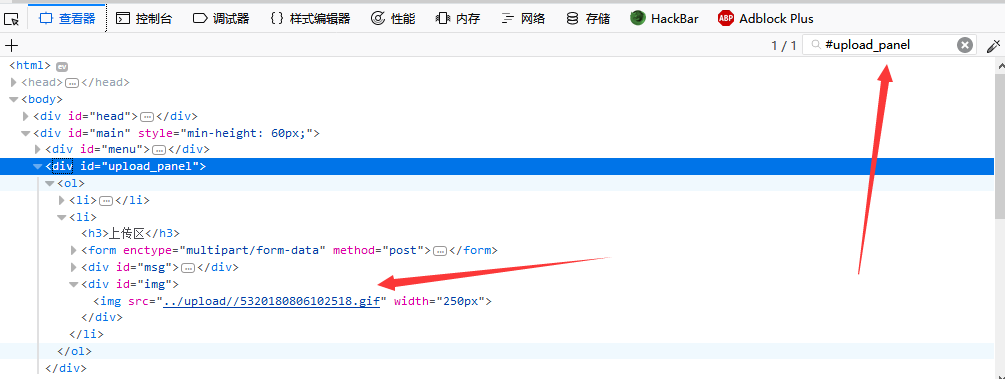 查看器 控制台 调试器 {} 样式编辑器 性能 内存 网络 存储 HackBar ABP Adblock Plus
+ 1 / 1 #upload_panel
<html> ev
<head>…</head>
<body>
<div id="head">…</div>
<div id="main" style="min-height: 60px;">
<div id="menu">…</div>
<div id="upload_panel">
<ol>
<li>…</li>
<li>
<h3>上传区</h3>
<form enctype="multipart/form-data" method="post">…</form>
<div id="msg">…</div>
<div id="img">
<img src="../upload//5320180806102518.gif" width="250px">
</div>
</li>
</ol>
</div>